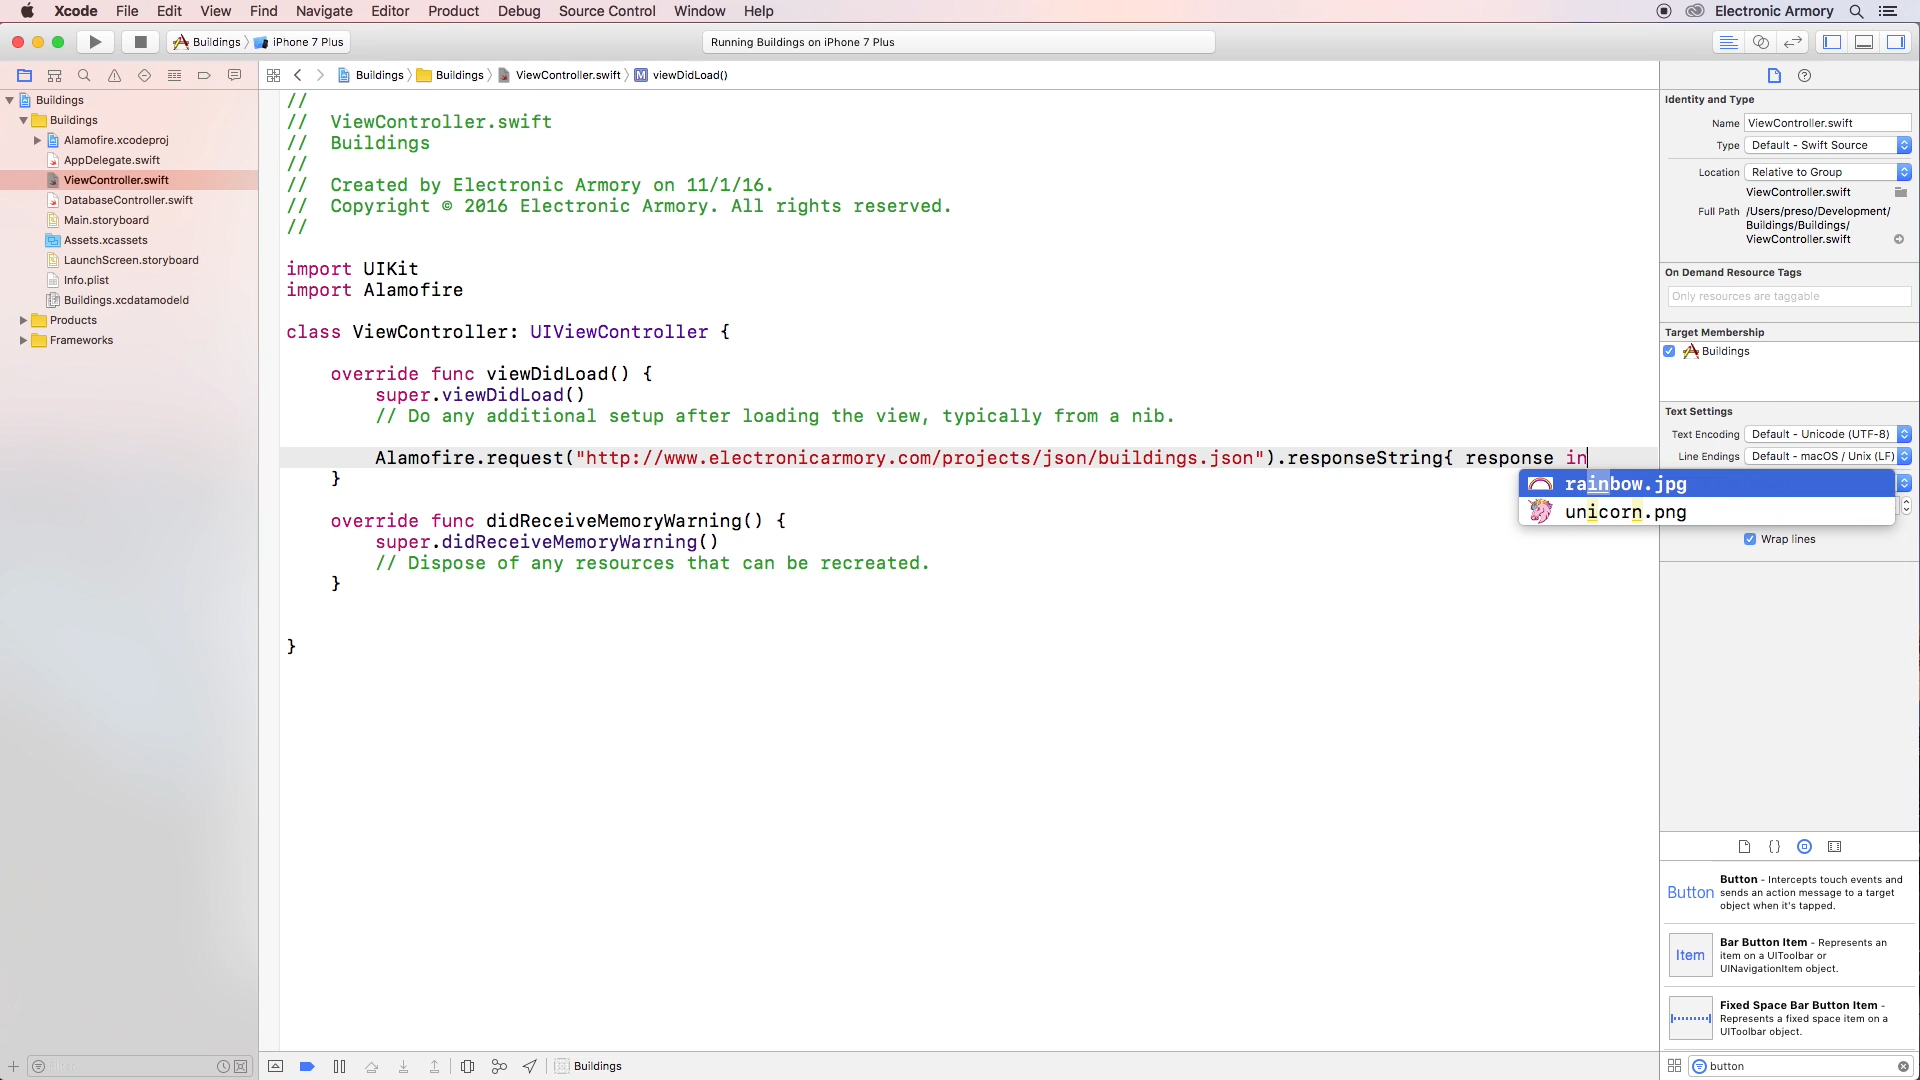 Xcode File Edit View Find Navigate Editor Product Debug Source Control Window Help Electronic Armory
Buildings iPhone 7 Plus Running Buildings on iPhone 7 Plus
Buildings Buildings ViewController.swift M viewDidLoad()
Buildings
Buildings
Alamofire.xcodeproj
AppDelegate.swift
ViewController.swift
DatabaseController.swift
Main.storyboard
Assets.xcassets
LaunchScreen.storyboard
Info.plist
Buildings.xcdatamodeld
Products
Frameworks
//
// ViewController.swift
// Buildings
//
// Created by Electronic Armory on 11/1/16.
// Copyright © 2016 Electronic Armory. All rights reserved.
//
import UIKit
import Alamofire
class ViewController: UIViewController {
override func viewDidLoad() {
super.viewDidLoad()
// Do any additional setup after loading the view, typically from a nib.
Alamofire.request("http://www.electronicarmory.com/projects/json/buildings.json").responseString{ response in
}
rainbow.jpg
unicorn.png
override func didReceiveMemoryWarning() {
super.didReceiveMemoryWarning()
// Dispose of any resources that can be recreated.
}
}
Identity and Type
Name ViewController.swift
Type Default - Swift Source
Location Relative to Group
ViewController.swift
Full Path /Users/preso/Development/
Buildings/Buildings/
ViewController.swift
On Demand Resource Tags
Only resources are taggable
Target Membership
Buildings
Text Settings
Text Encoding Default - Unicode (UTF-8)
Line Endings Default - macOS / Unix (LF)
Wrap lines
{}
Button Button - Intercepts touch events and
sends an action message to a target
object when it's tapped.
Item Bar Button Item - Represents an
item on a UIToolbar or
UINavigationItem object.
Fixed Space Bar Button Item -
Represents a fixed space item on a
UIToolbar object.
Buildings
button